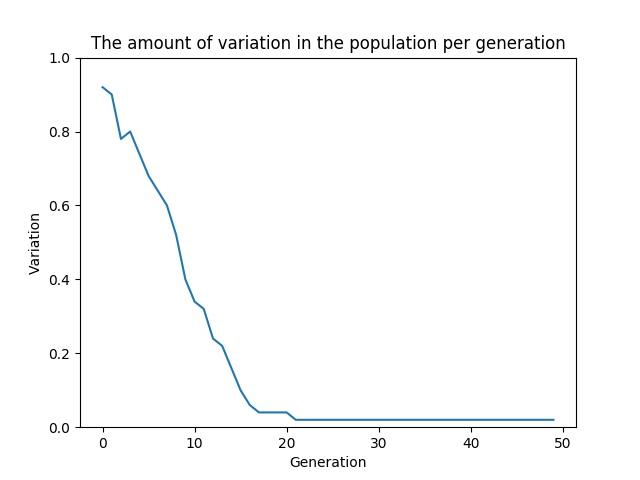 The amount of variation in the population per generation
1.0
0.8
0.6
0.4
0.2
0.0
Variation
0 10 20 30 40 50
Generation